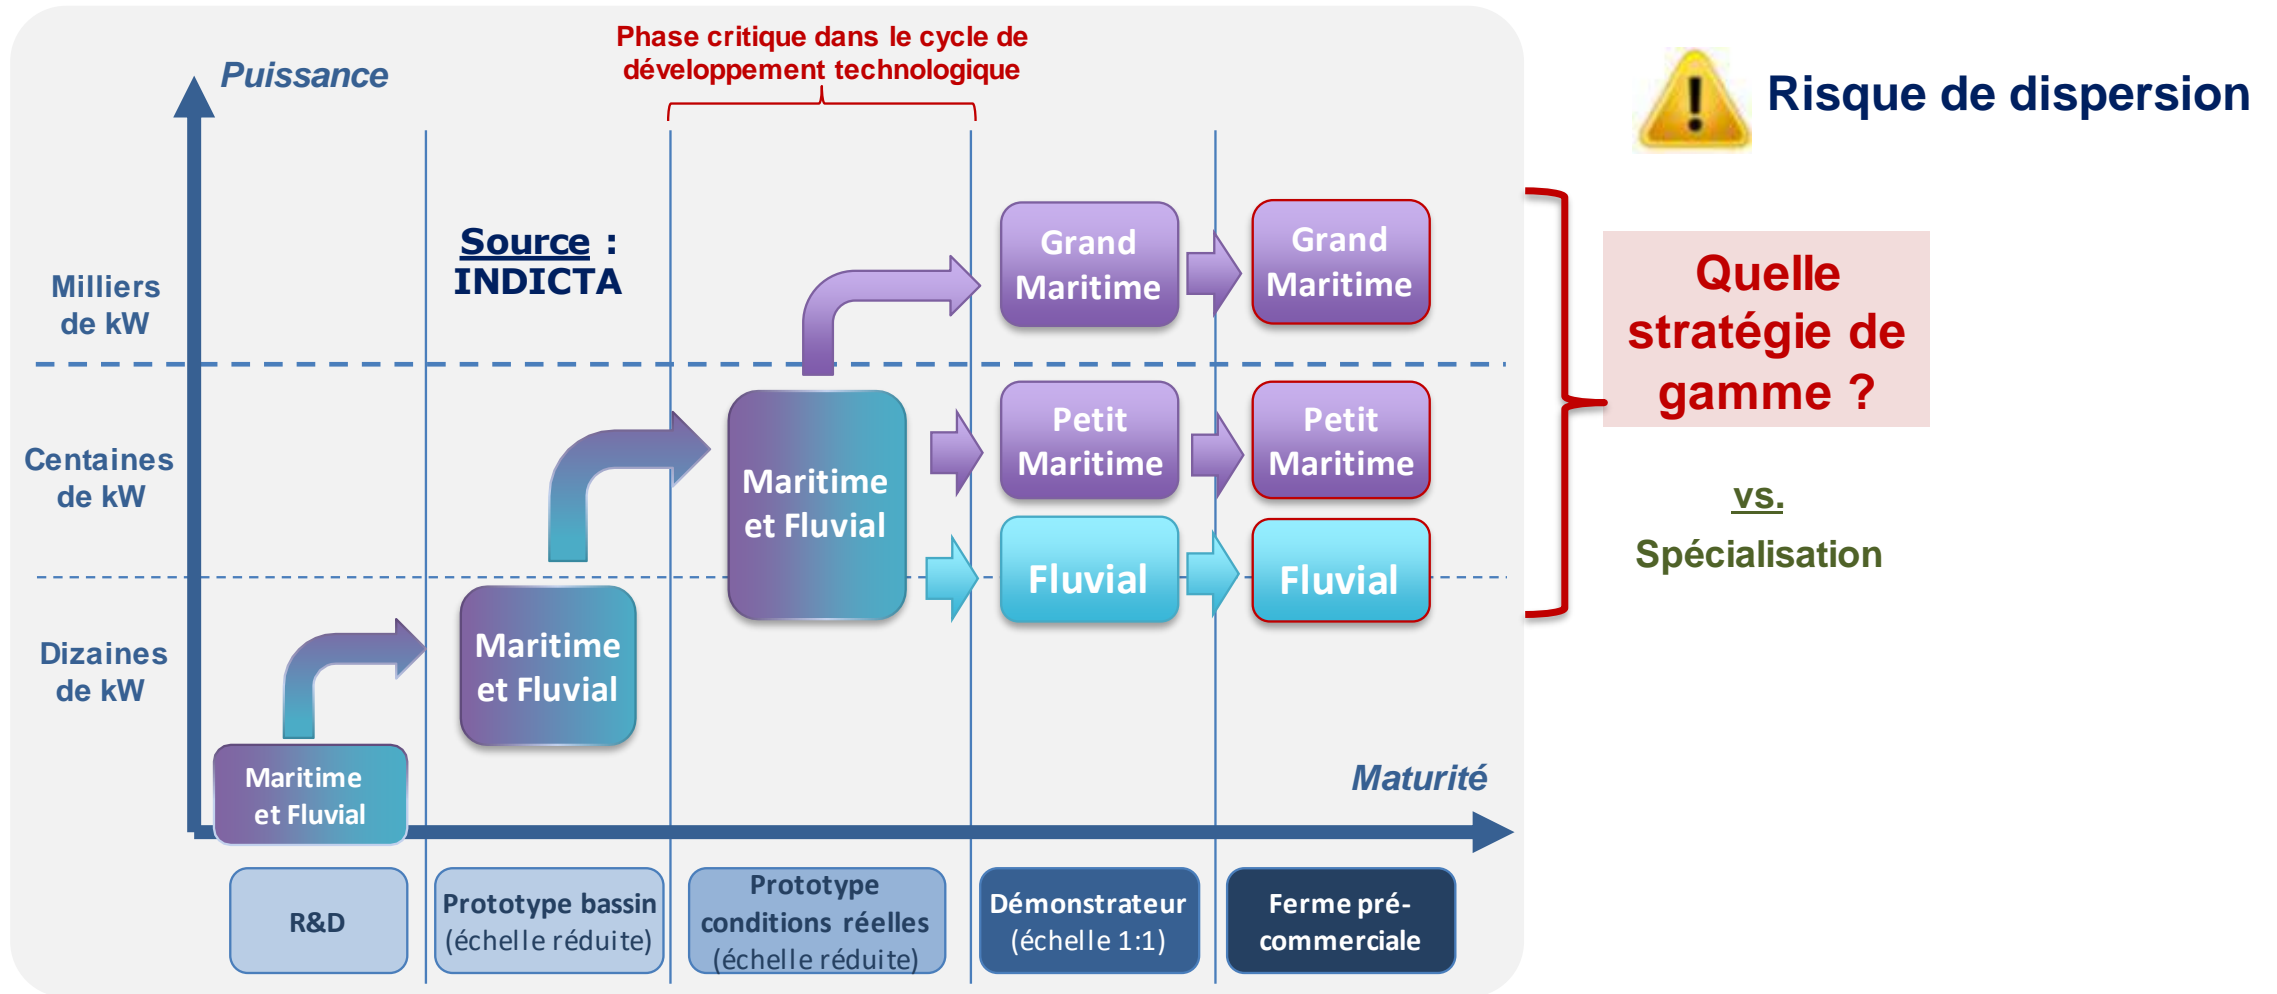 Phase critique dans le cycle de
développement technologique
Puissance
Risque de dispersion
Source :
INDICTA
Milliers
de kW
Centaines
de kW
Dizaines
de kW
Grand
Maritime
Grand
Maritime
Petit
Maritime
Petit
Maritime
Maritime
et Fluvial
Fluvial
Fluvial
Maritime
et Fluvial
Maritime
et Fluvial
Quelle
stratégie de
gamme ?
vs.
Spécialisation
Maturité
R&D
Prototype bassin
(échelle réduite)
Prototype
conditions réelles
(échelle réduite)
Démonstrateur
(échelle 1:1)
Ferme pré-
commerciale